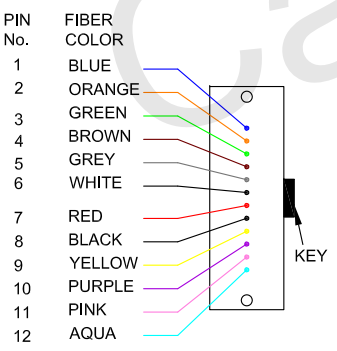 PIN FIBER
No. COLOR
1 BLUE
2 ORANGE
3 GREEN
4 BROWN
5 GREY
6 WHITE
7 RED
8 BLACK
9 YELLOW
10 PURPLE
11 PINK
12 AQUA
KEY
Ca